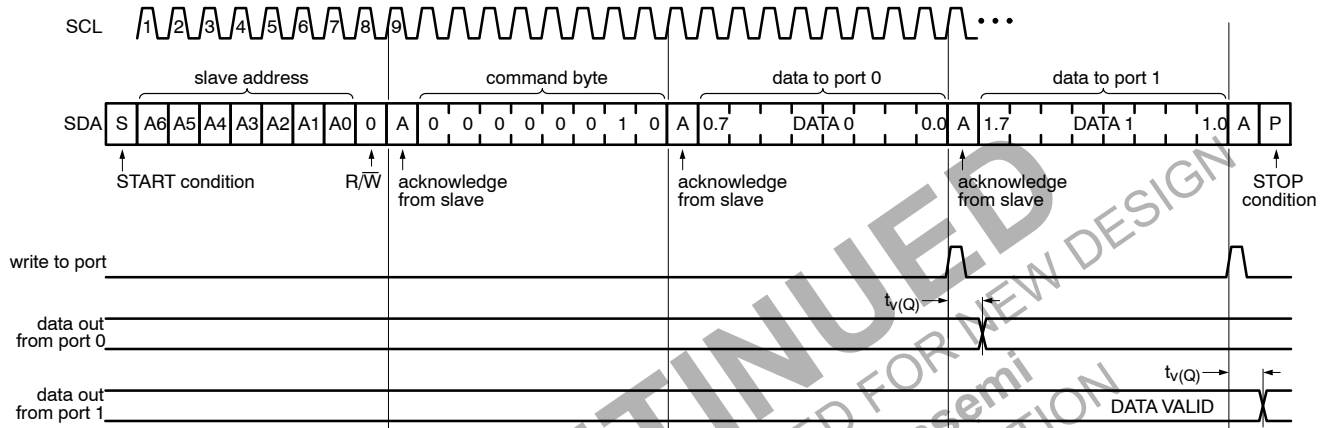 SCL 1 2 3 4 5 6 7 8 9 •••
slave address command byte data to port 0 data to port 1
SDA S A6 A5 A4 A3 A2 A1 A0 0 A 0 0 0 0 0 0 1 0 A 0.7 DATA 0 0.0 A 1.7 DATA 1 1.0 A P
START condition R/W̅ acknowledge from slave acknowledge from slave acknowledge from slave STOP condition
write to port
tv(Q)
data out from port 0
tv(Q)
data out from port 1 DATA VALID
TINUED
FOR NEW DESIGN